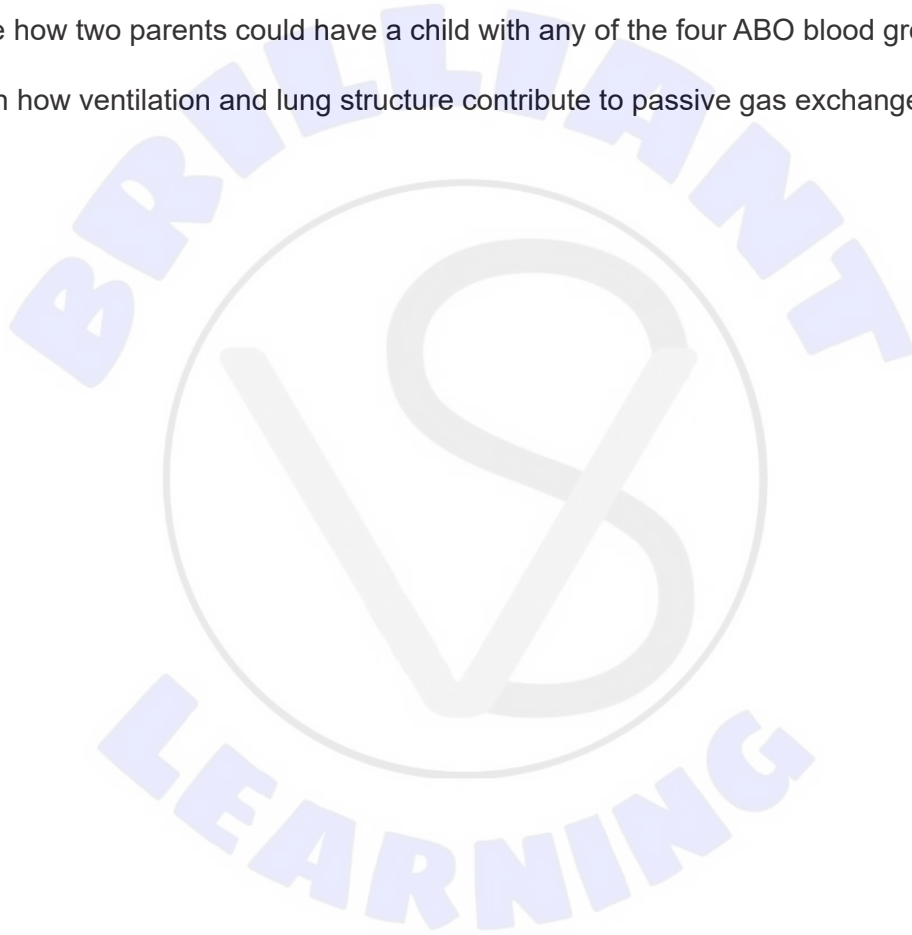 how two parents could have a child with any of the four ABO blood
how ventilation and lung structure contribute to passive gas exchange
BRILLIANT
VS
LEARNING